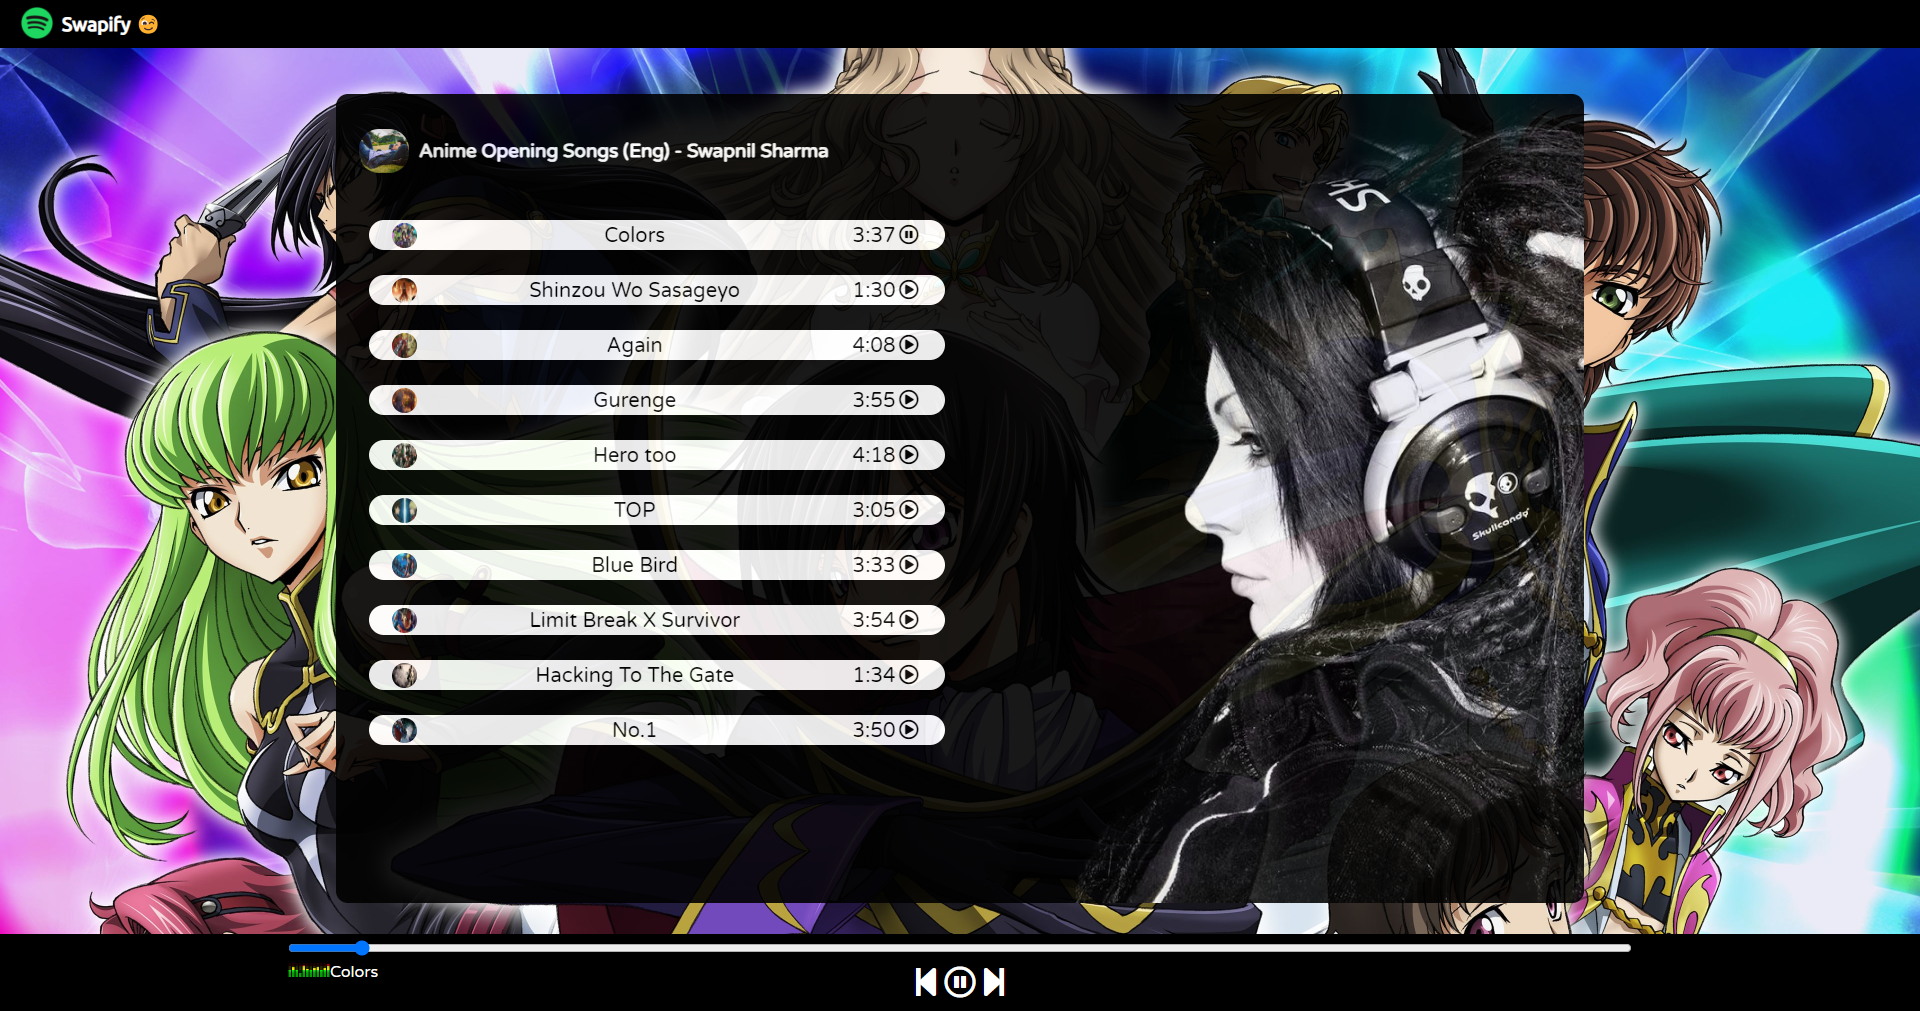 Swapify 😊
Anime Opening Songs (Eng) - Swapnil Sharma
Colors 3:37
Shinzou Wo Sasageyo 1:30
Again 4:08
Gurenge 3:55
Hero too 4:18
TOP 3:05
Blue Bird 3:33
Limit Break X Survivor 3:54
Hacking To The Gate 1:34
No.1 3:50
SH
Skullcandy
Colors